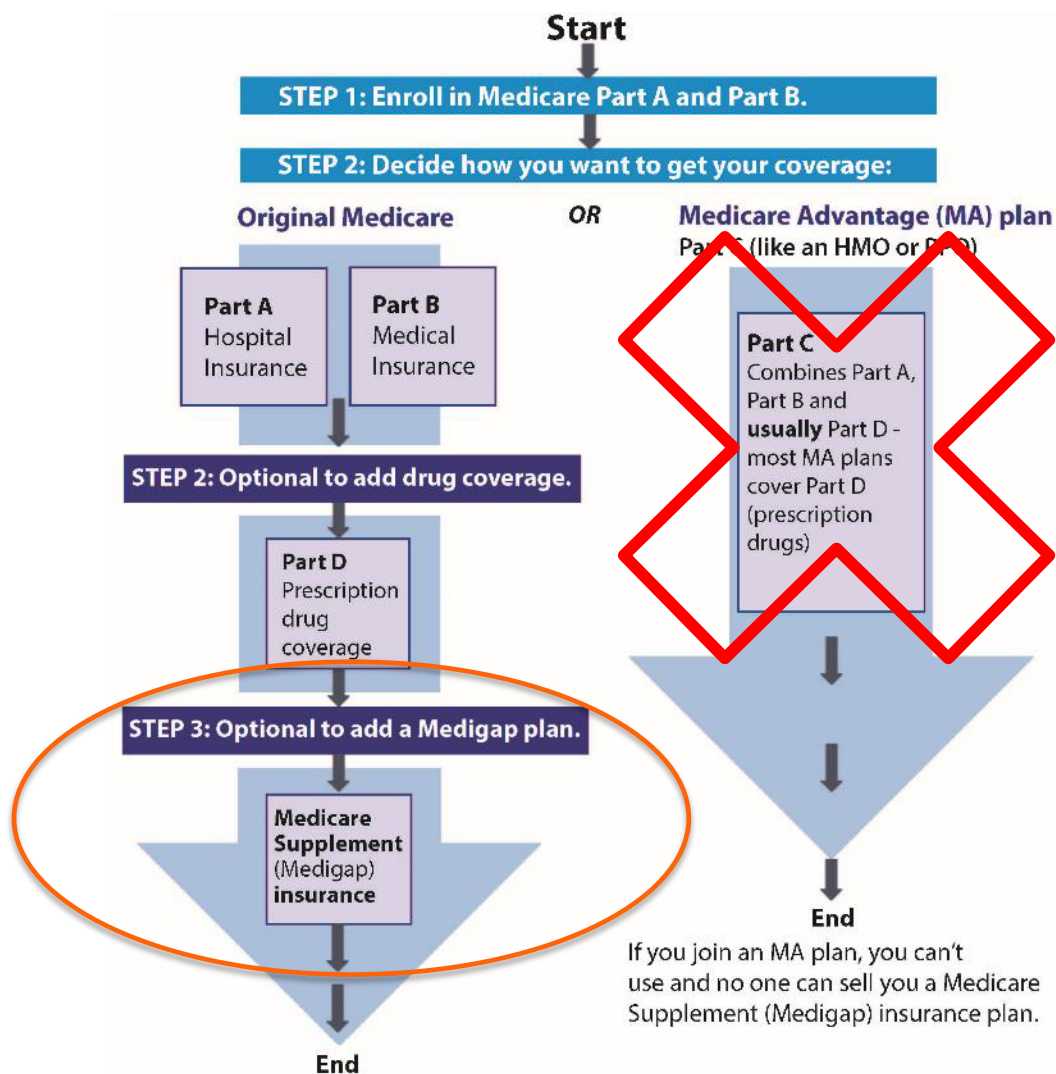 Start
STEP 1: Enroll in Medicare Part A and Part B.
STEP 2: Decide how you want to get your coverage:
Original Medicare
OR
Medicare Advantage (MA) plan
(like an HMO or
Part A
Hospital
Insurance
Part B
Medical
Insurance
STEP 2: Optional to add drug coverage.
Part D
Prescription
drug
coverage
STEP 3: Optional to add a Medigap plan.
Medicare
Supplement
(Medigap)
insurance
End
Part C
Combines Part A,
Part B and
usually Part D -
most MA plans
cover Part D
(prescription
drugs)
End
If you join an MA plan, you can't
use and no one can sell you a Medicare
Supplement (Medigap) insurance plan.